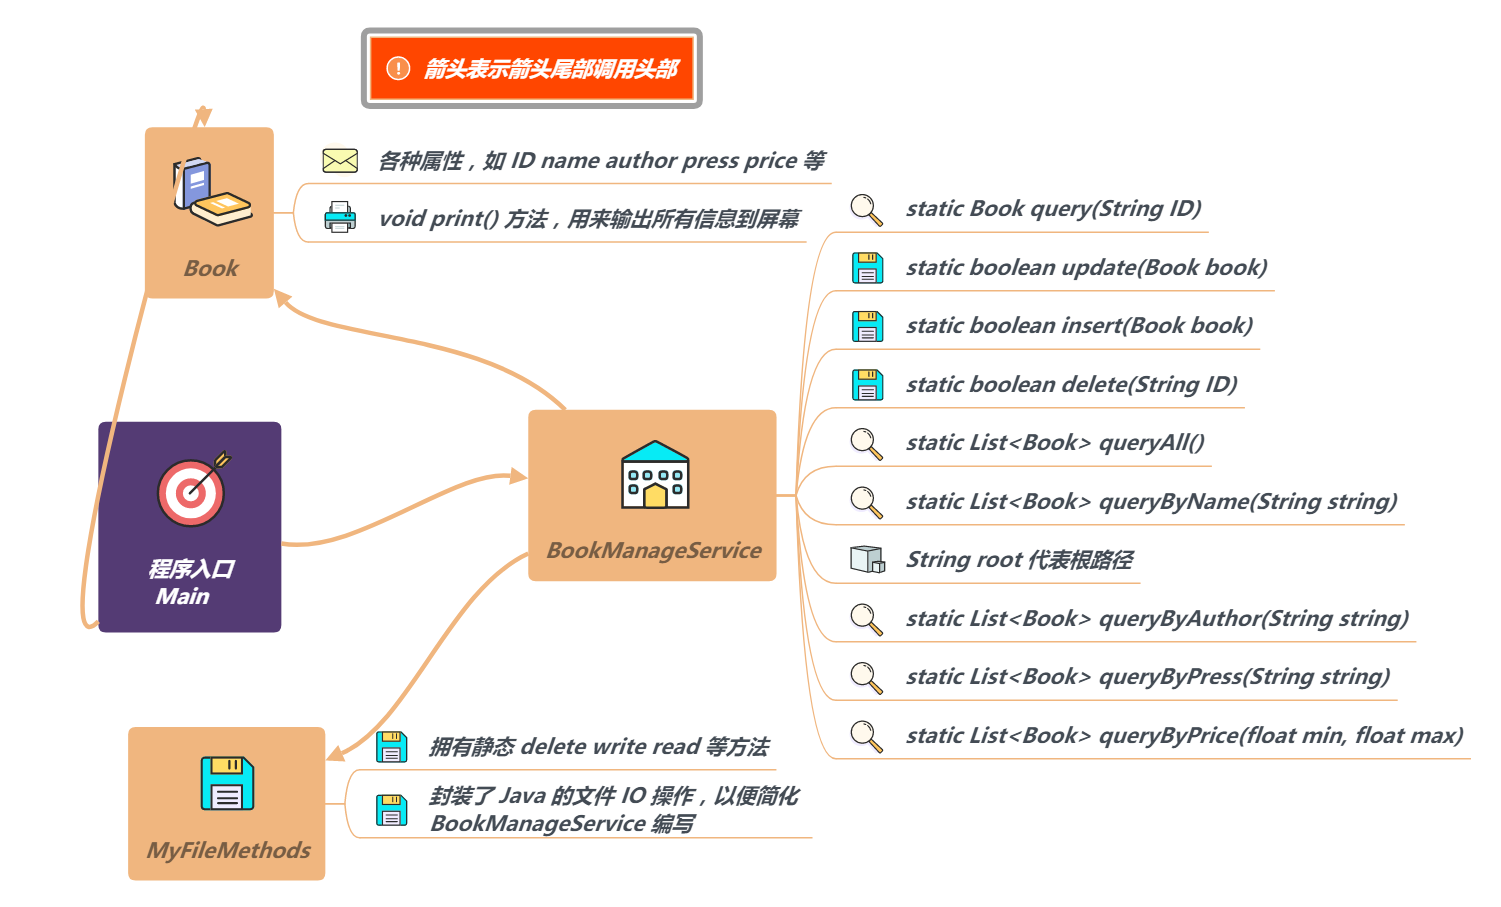 箭头表示箭头尾部调用头部
各种属性，如 ID name author press price 等
void print() 方法，用来输出所有信息到屏幕
Book
static Book query(String ID)
static boolean update(Book book)
static boolean insert(Book book)
static boolean delete(String ID)
static List<Book> queryAll()
static List<Book> queryByName(String string)
String root 代表根路径
static List<Book> queryByAuthor(String string)
static List<Book> queryByPress(String string)
static List<Book> queryByPrice(float min, float max)
BookManageService
程序入口
Main
拥有静态 delete write read 等方法
封装了 Java 的文件 IO 操作，以便简化
BookManageService 编写
MyFileMethods